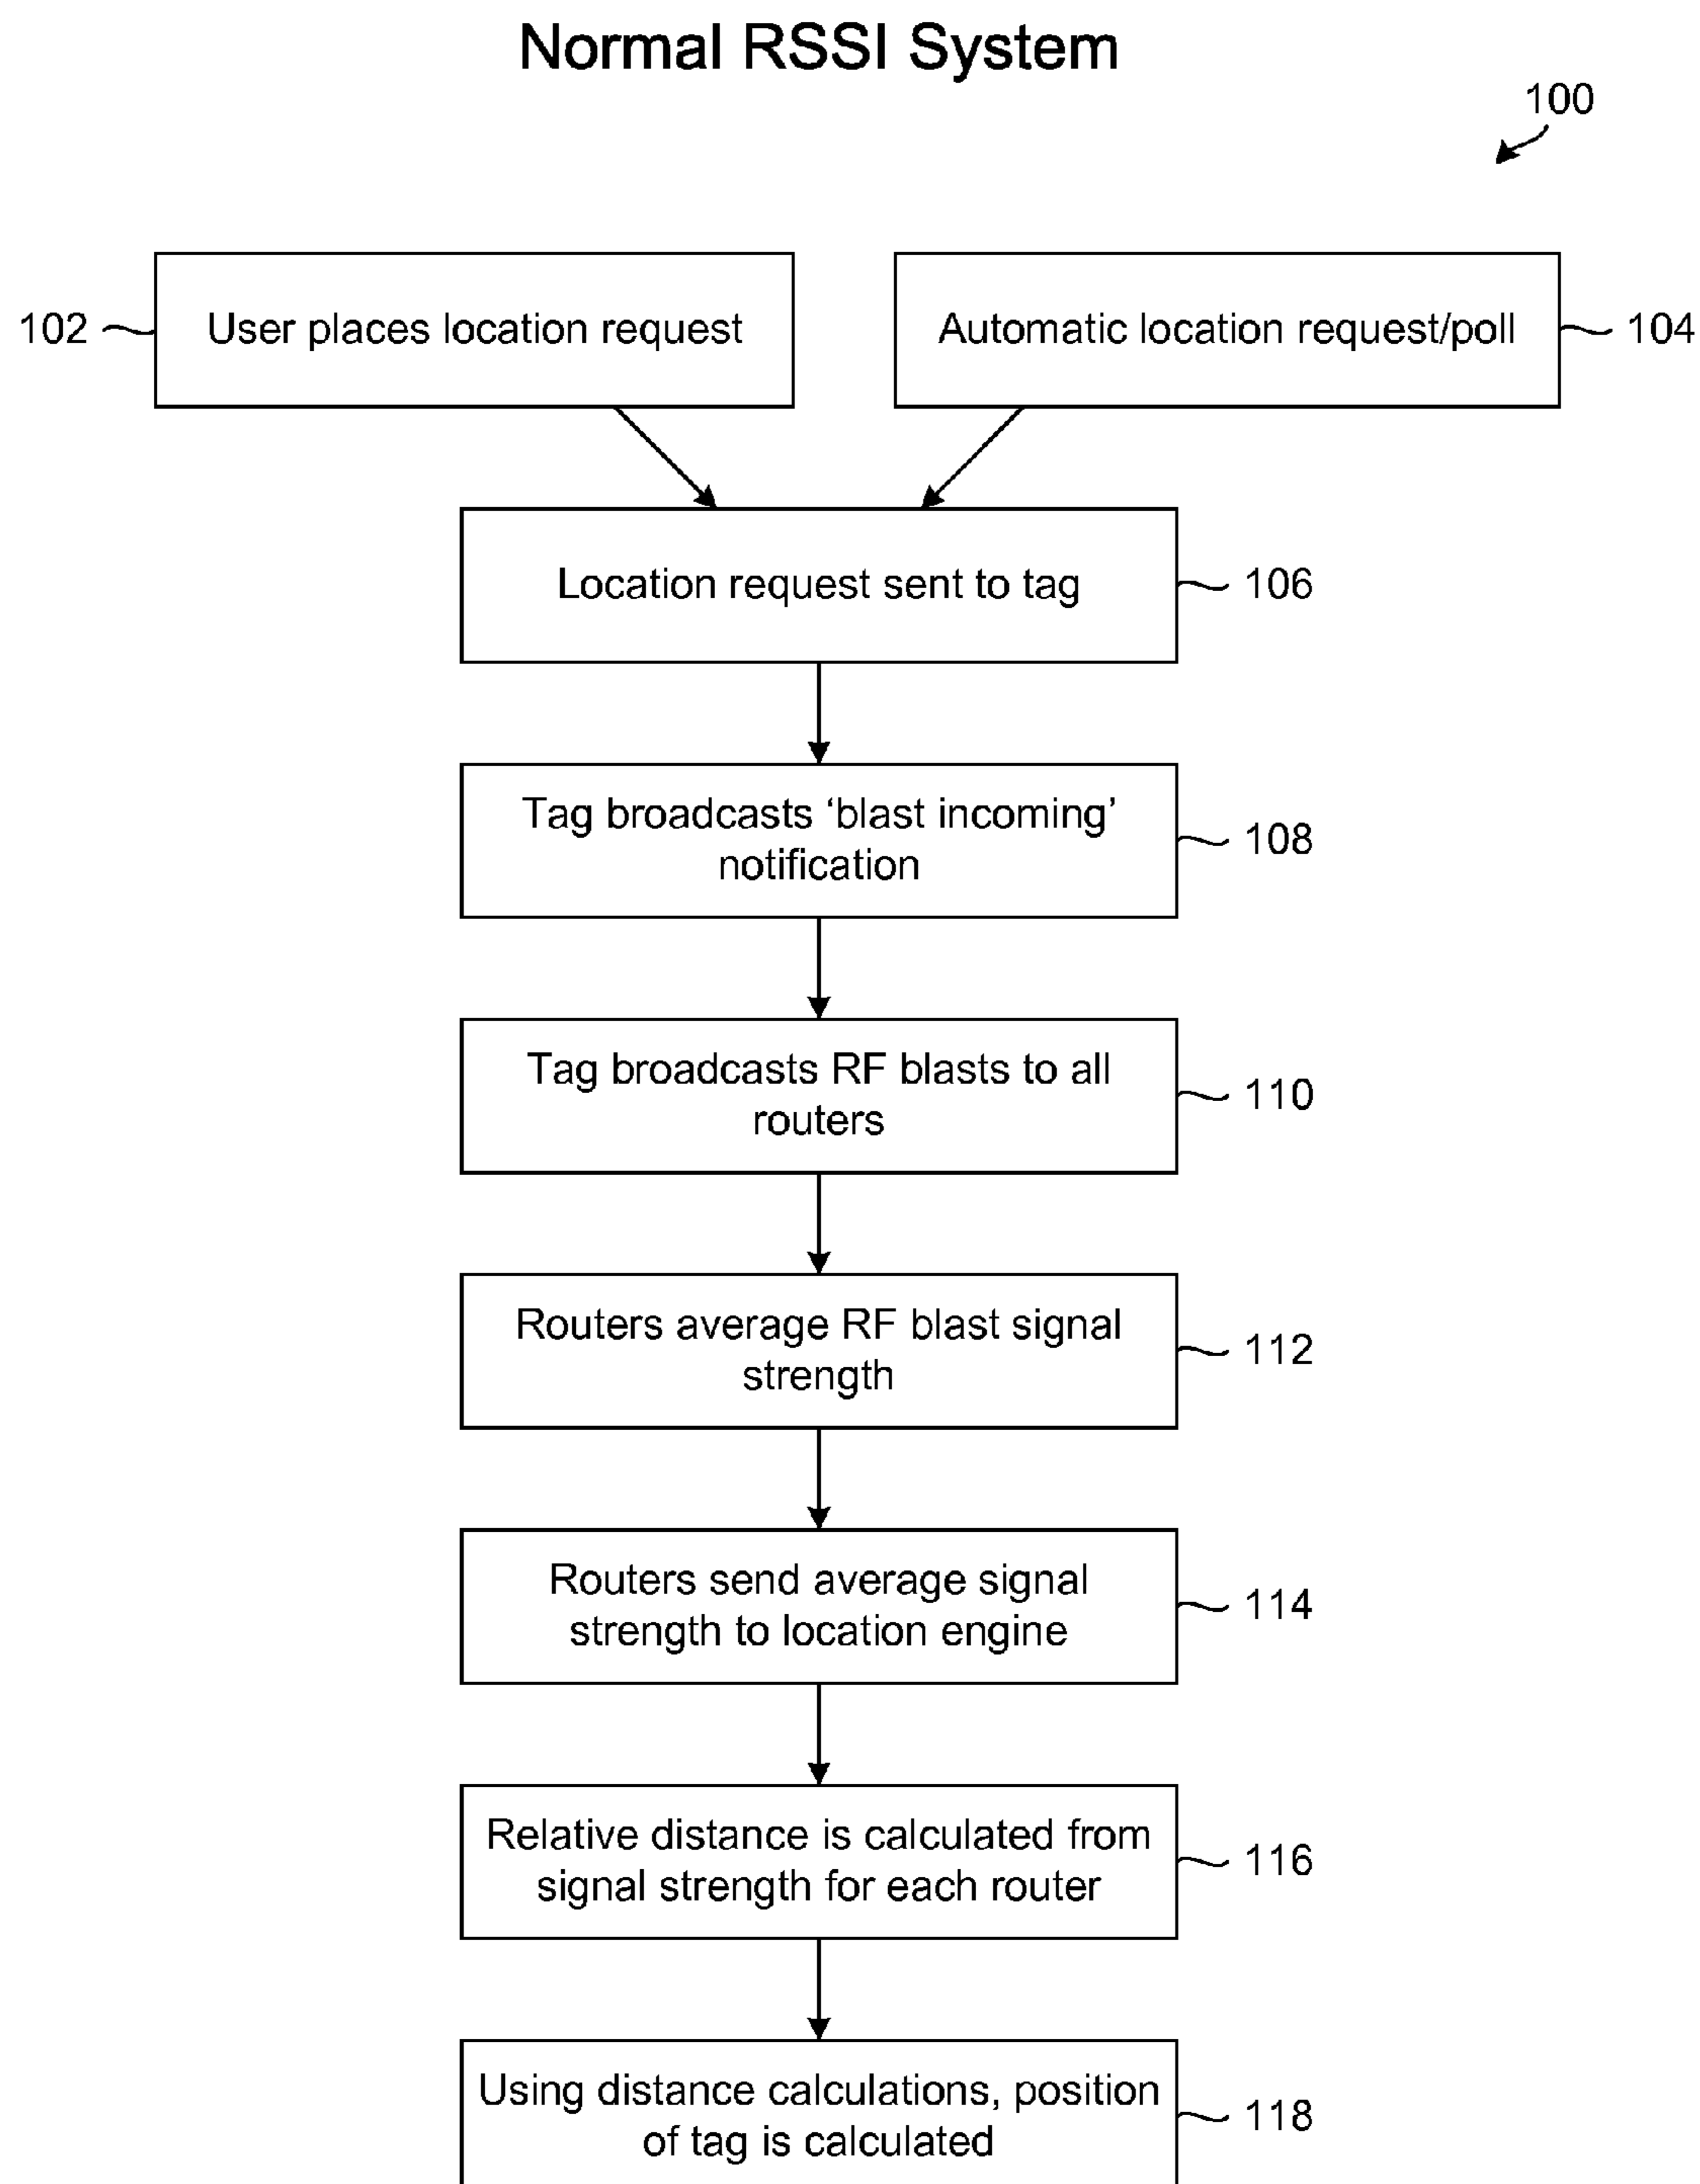 Normal RSSI System
100
102
User places location request
Automatic location request/poll
104
Location request sent to tag
106
Tag broadcasts ‘blast incoming’
notification
108
Tag broadcasts RF blasts to all
routers
110
Routers average RF blast signal
strength
112
Routers send average signal
strength to location engine
114
Relative distance is calculated from
signal strength for each router
116
Using distance calculations, position
of tag is calculated
118